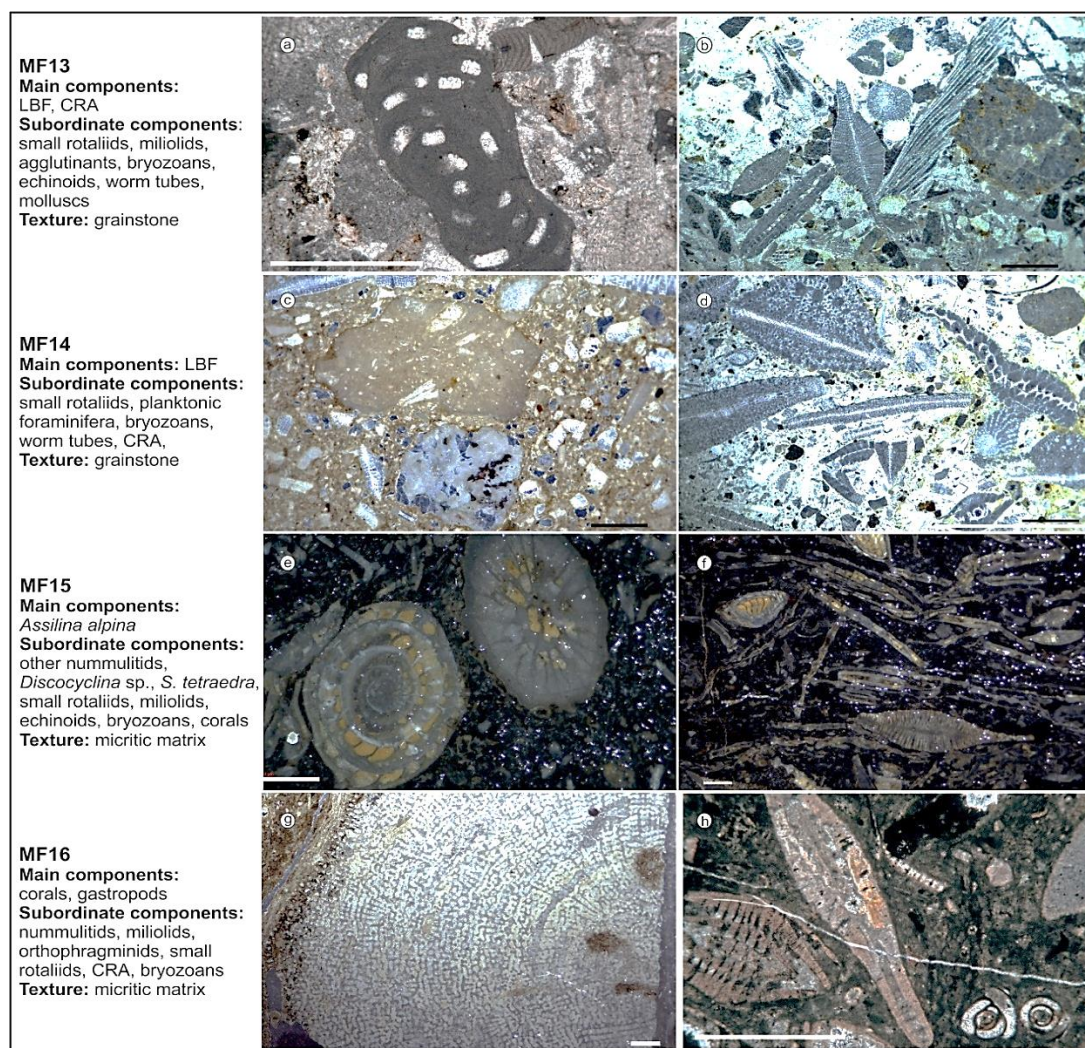 MF13
Main components:
LBF, CRA
Subordinate components:
small rotaliids, miliolids,
agglutinants, bryozoans,
echinoids, worm tubes,
molluscs
Texture: grainstone
a
b
MF14
Main components: LBF
Subordinate components:
small rotaliids, planktonic
foraminifera, bryozoans,
worm tubes, CRA,
Texture: grainstone
c
d
MF15
Main components:
Assilina alpina
Subordinate components:
other nummulitids,
Discocyclina sp., S. tetraedra,
small rotaliids, miliolids,
echinoids, bryozoans, corals
Texture: micritic matrix
e
f
MF16
Main components:
corals, gastropods
Subordinate components:
nummulitids, miliolids,
orthophragminids, small
rotaliids, CRA, bryozoans
Texture: micritic matrix
g
h